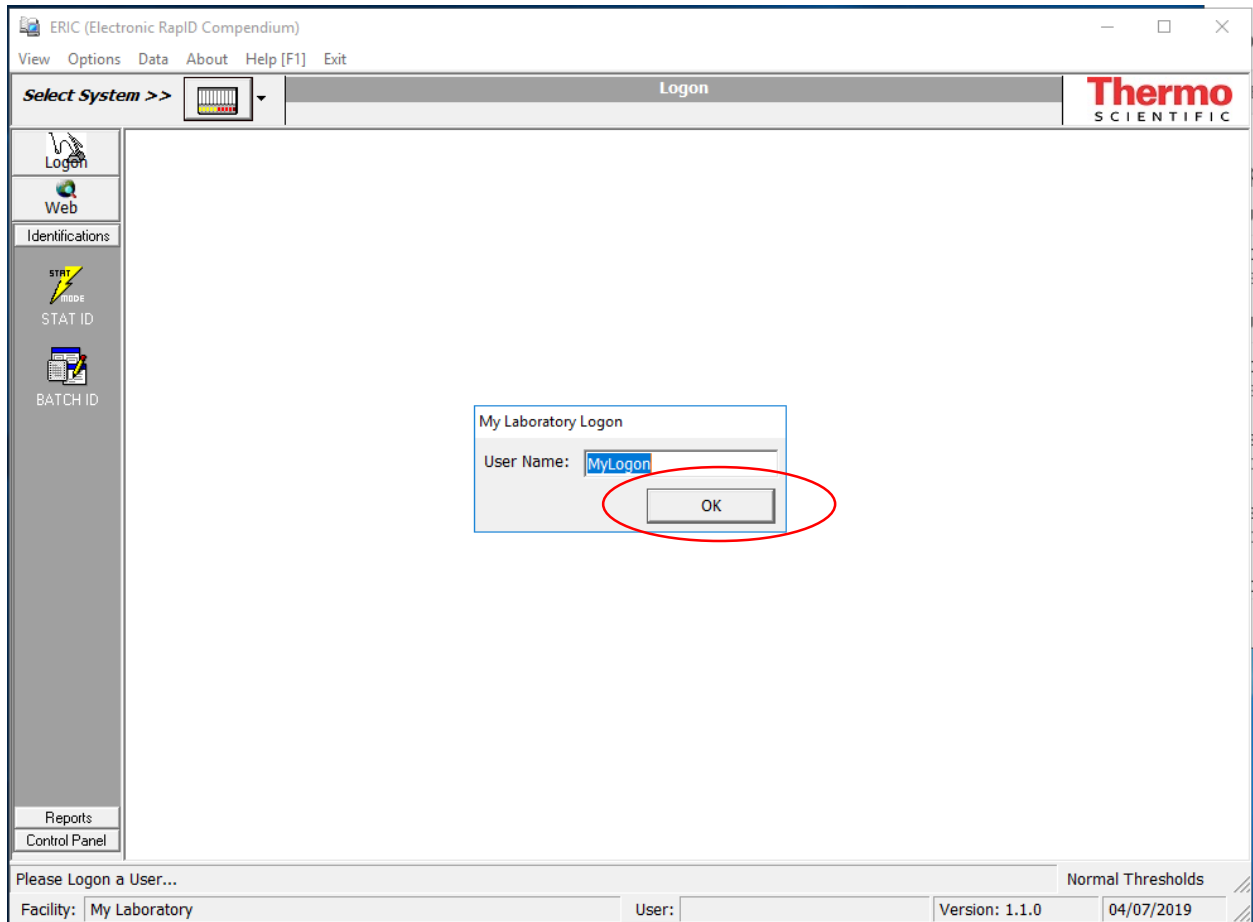 ERIC (Electronic RapID Compendium)
View Options Data About Help [F1] Exit
Select System >>
Logon
Thermo
SCIENTIFIC
Logon
Web
Identifications
STAT
MODE
STAT ID
BATCH ID
My Laboratory Logon
User Name: MyLogon
OK
Reports
Control Panel
Please Logon a User... Normal Thresholds
Facility: My Laboratory User: Version: 1.1.0 04/07/2019